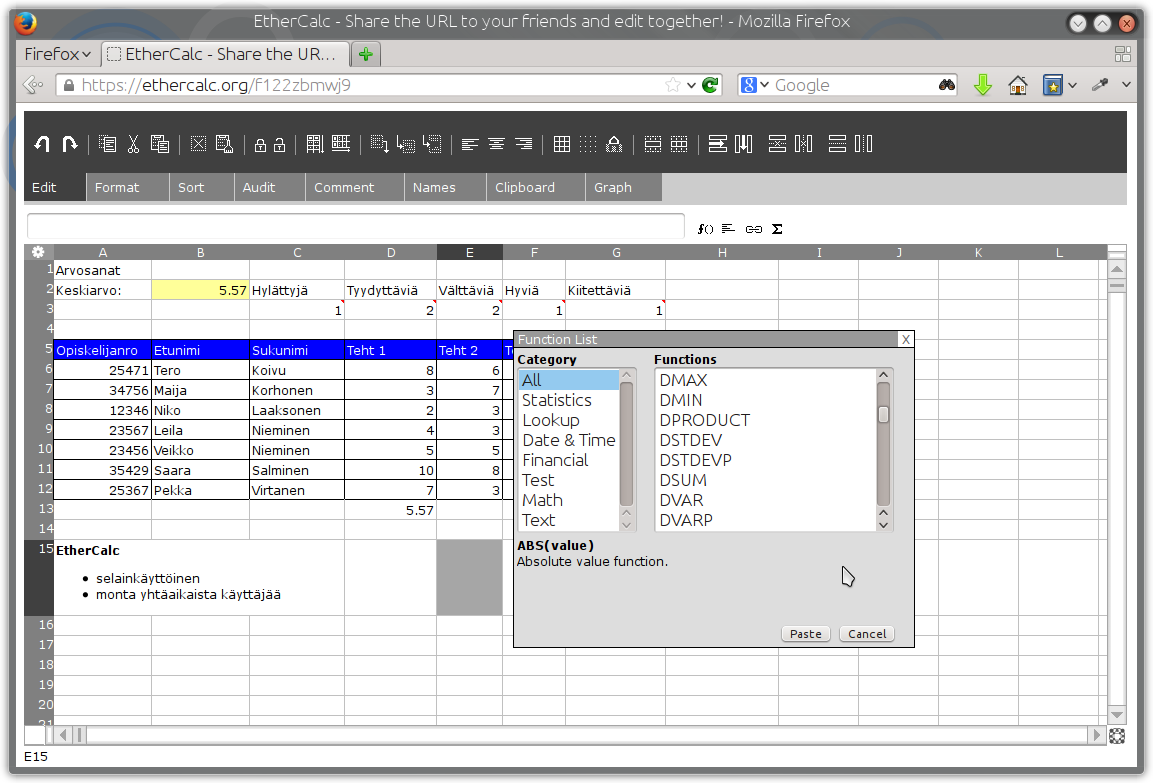 EtherCalc - Share the URL to your friends and edit together! - Mozilla Firefox
Firefox
EtherCalc - Share the UR...
https://ethercalc.org/f122zbmwj9
Google
Edit Format Sort Audit Comment Names Clipboard Graph
A B C D E F G H I J K L
1 Arvosanat
2 Keskiarvo: 5.57 Hylättyjä Tyydyttäviä Välttäviä Hyviä Kiitettäviä
3 1 2 2 1 1
4
5 Opiskelijanro Etunimi Sukunimi Teht 1 Teht 2
6 25471 Tero Koivu 8 6
7 34756 Maija Korhonen 3 7
8 12346 Niko Laaksonen 2 3
9 23567 Leila Nieminen 4 3
10 23456 Veikko Nieminen 5 5
11 35429 Saara Salminen 10 8
12 25367 Pekka Virtanen 7 3
13 5.57
14
15 EtherCalc
• selainkäyttöinen
• monta yhtäaikaista käyttäjää
16
17
18
19
20
21
E15
Function List X
Category Functions
All DMAX
Statistics DMIN
Lookup DPRODUCT
Date & Time DSTDEV
Financial DSTDEVP
Test DSUM
Math DVAR
Text DVARP
ABS(value)
Absolute value function.
Paste Cancel